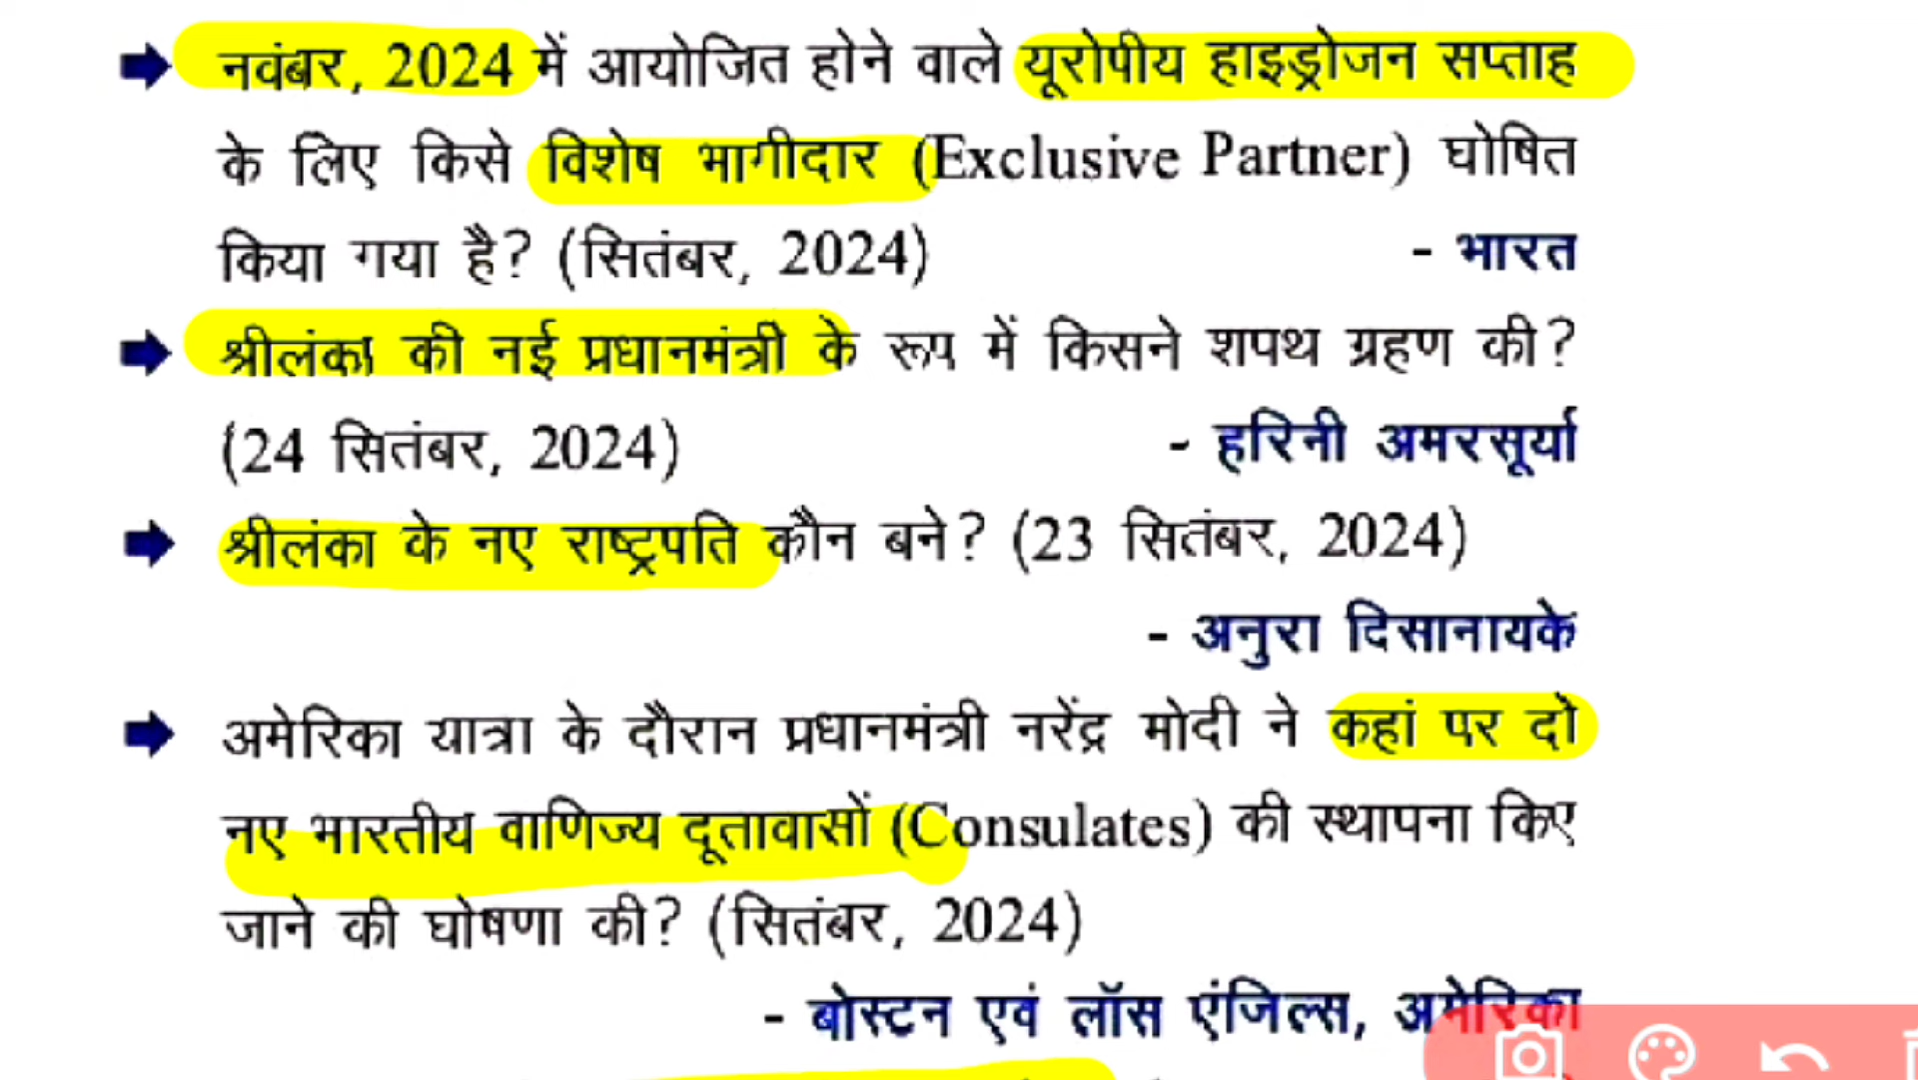 नवंबर, 2024 में आयोजित होने वाले यूरोपीय हाइड्रोजन सप्ताह
के लिए किसे विशेष भागीदार (Exclusive Partner) घोषित
किया गया है? (सितंबर, 2024) - भारत
श्रीलंका की नई प्रधानमंत्री के रूप में किसने शपथ ग्रहण की?
(24 सितंबर, 2024) - हरिनी अमरसूर्या
श्रीलंका के नए राष्ट्रपति कौन बने? (23 सितंबर, 2024)
- अनुरा दिसानायके
अमेरिका यात्रा के दौरान प्रधानमंत्री नरेंद्र मोदी ने कहां पर दो
नए भारतीय वाणिज्य दूतावासों (Consulates) की स्थापना किए
जाने की घोषणा की? (सितंबर, 2024)
- बोस्टन एवं लॉस एंजिल्स, अमेरिका